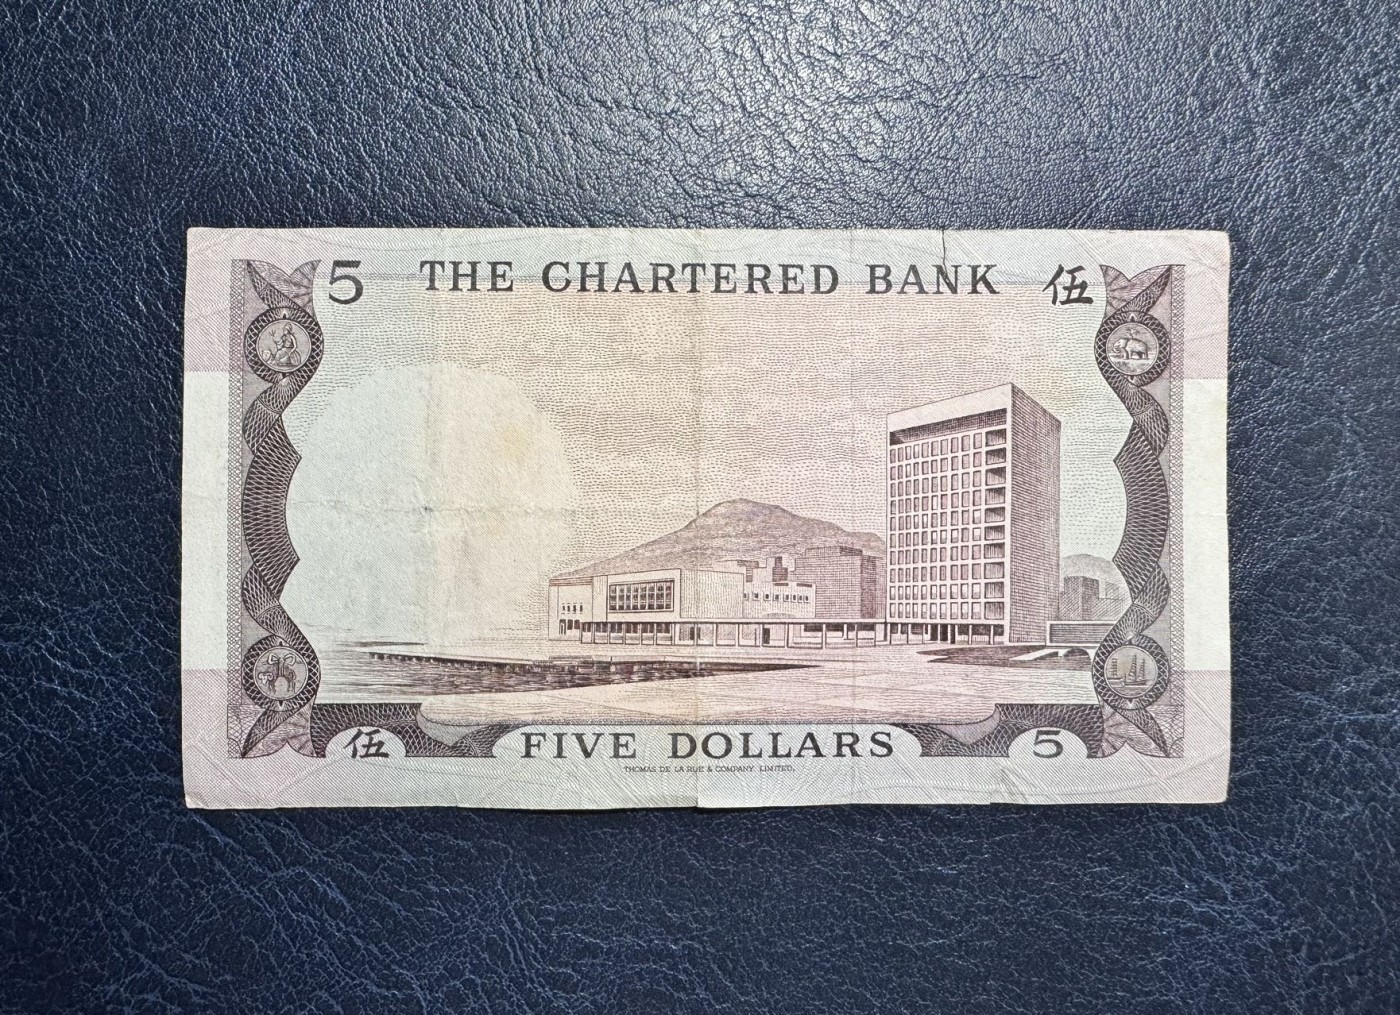 5 THE CHARTERED BANK 伍
伍 FIVE DOLLARS 5
THOMAS DE LA RUE & COMPANY, LIMITED.